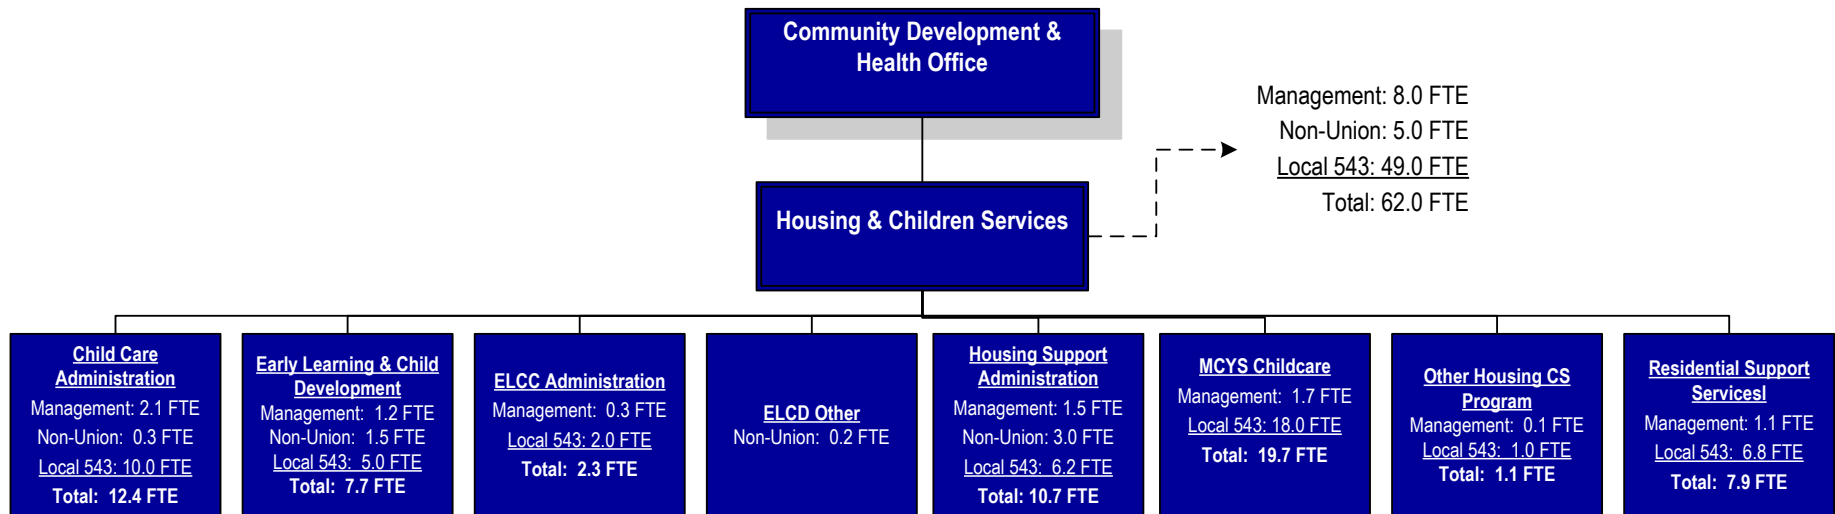 Community Development &
Health Office
Management: 8.0 FTE
Non-Union: 5.0 FTE
Local 543: 49.0 FTE
Total: 62.0 FTE
Housing & Children Services
Child Care
Administration
Management: 2.1 FTE
Non-Union: 0.3 FTE
Local 543: 10.0 FTE
Total: 12.4 FTE
Early Learning & Child
Development
Management: 1.2 FTE
Non-Union: 1.5 FTE
Local 543: 5.0 FTE
Total: 7.7 FTE
ELCC Administration
Management: 0.3 FTE
Local 543: 2.0 FTE
Total: 2.3 FTE
ELCD Other
Non-Union: 0.2 FTE
Housing Support
Administration
Management: 1.5 FTE
Non-Union: 3.0 FTE
Local 543: 6.2 FTE
Total: 10.7 FTE
MCYS Childcare
Management: 1.7 FTE
Local 543: 18.0 FTE
Total: 19.7 FTE
Other Housing CS
Program
Management: 0.1 FTE
Local 543: 1.0 FTE
Total: 1.1 FTE
Residential Support
Servicesl
Management: 1.1 FTE
Local 543: 6.8 FTE
Total: 7.9 FTE